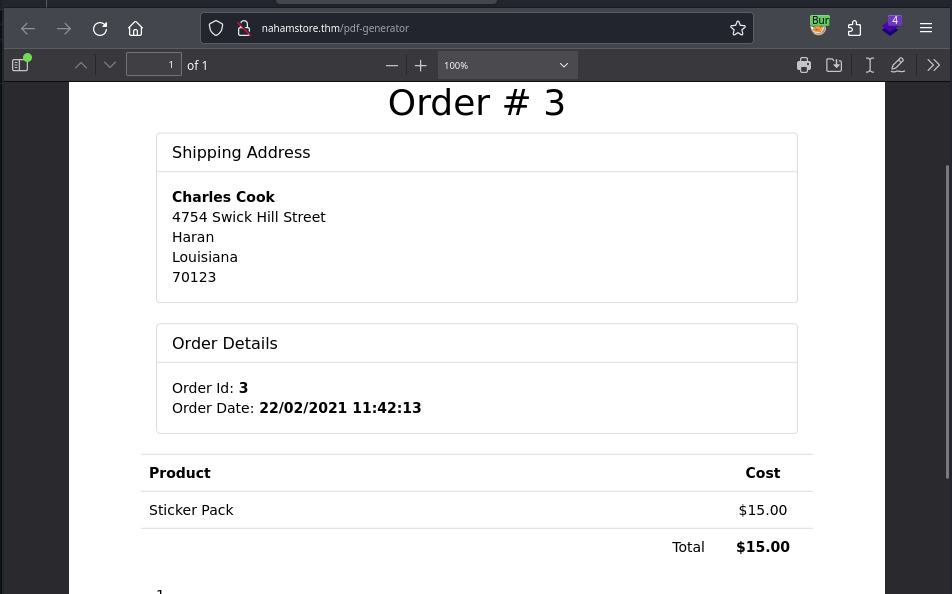 Bur
4
nahamstore.thm/pdf-generator
1 of 1
100%
Order # 3
Shipping Address
Charles Cook
4754 Swick Hill Street
Haran
Louisiana
70123
Order Details
Order Id: 3
Order Date: 22/02/2021 11:42:13
Product Cost
Sticker Pack $15.00
Total $15.00